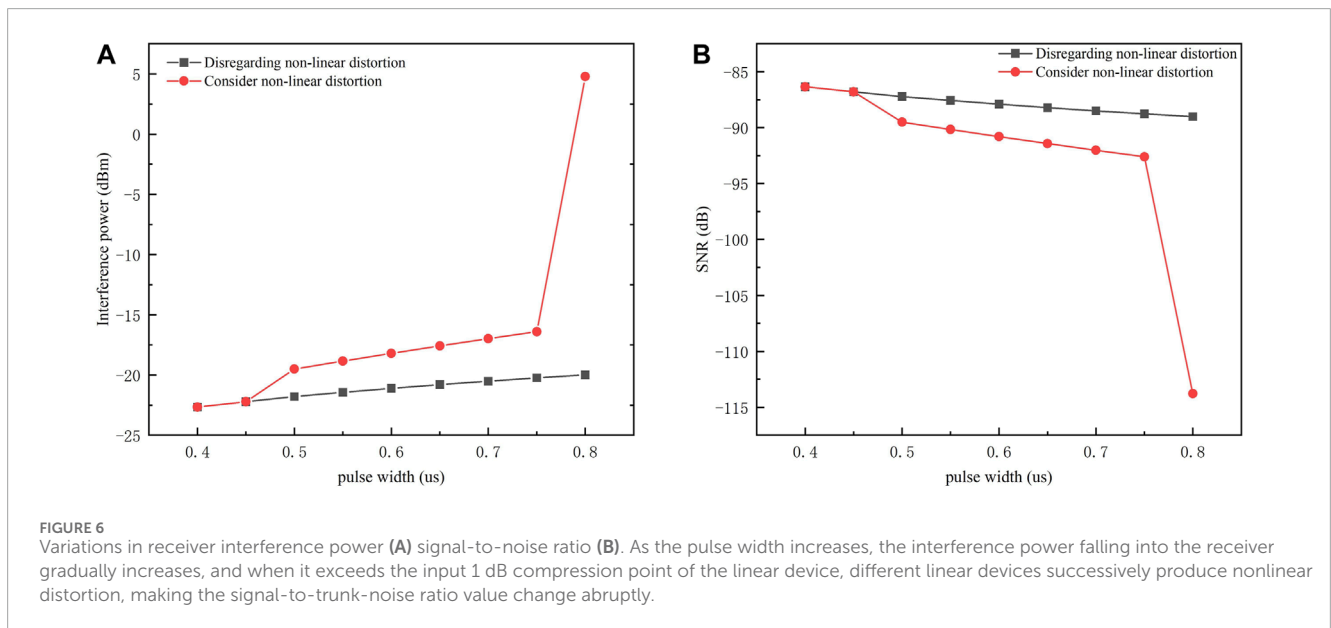 A
Disregarding non-linear distortion
Consider non-linear distortion
5
0
−5
−10
−15
−20
−25
Interference power (dBm)
0.4 0.5 0.6 0.7 0.8
pulse width (us)
B
Disregarding non-linear distortion
Consider non-linear distortion
−85
−90
−95
−100
−105
−110
−115
SNR (dB)
0.4 0.5 0.6 0.7 0.8
pulse width (us)
FIGURE 6
Variations in receiver interference power (A) signal-to-noise ratio (B). As the pulse width increases, the interference power falling into the receiver
gradually increases, and when it exceeds the input 1 dB compression point of the linear device, different linear devices successively produce nonlinear
distortion, making the signal-to-trunk-noise ratio value change abruptly.